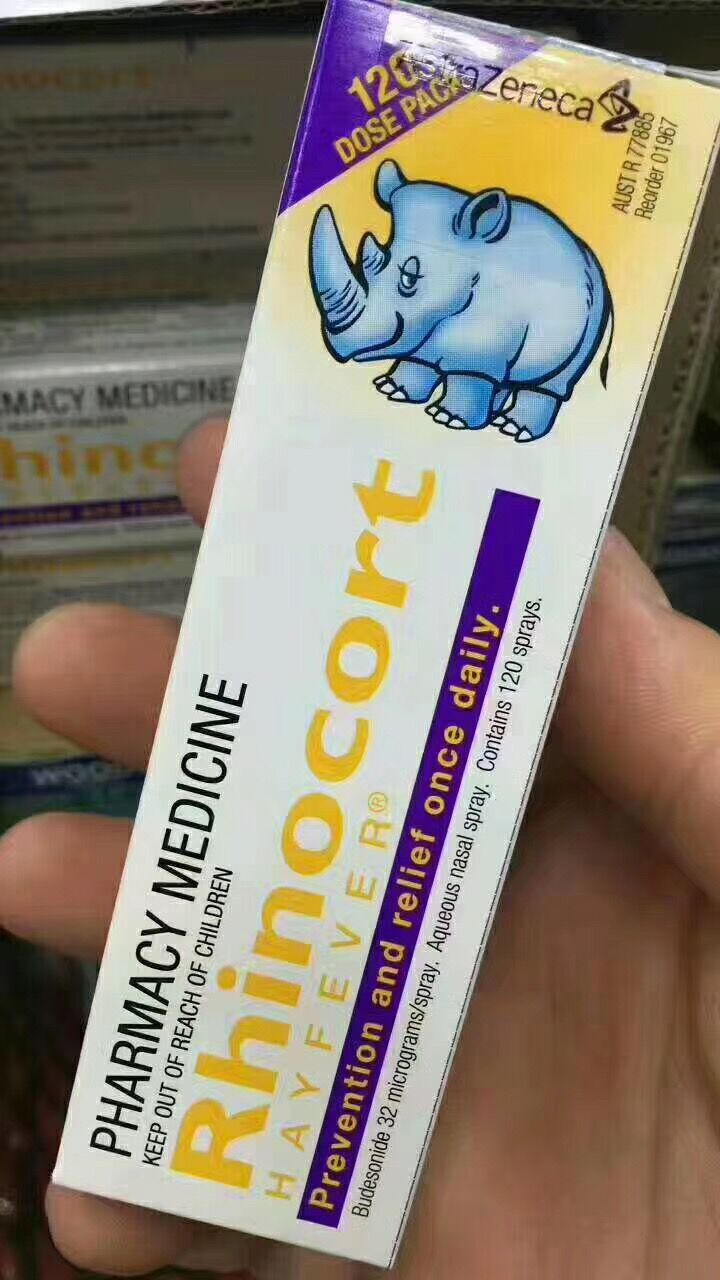 120
DOSE PACK
AstraZeneca
AUST R 77885
Reorder 01967
PHARMACY MEDICINE
KEEP OUT OF REACH OF CHILDREN
Rhinocort
HAYFEVER®
Prevention and relief once daily.
Budesonide 32 micrograms/spray. Aqueous nasal spray. Contains 120 sprays.
MACY MEDICINE
hinc